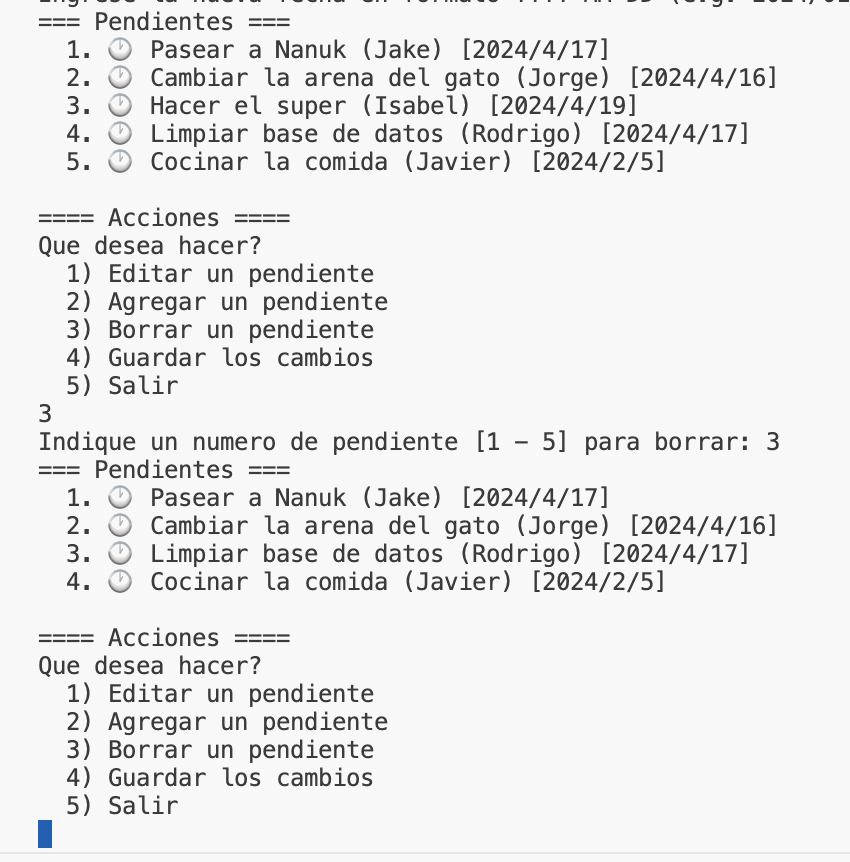 === Pendientes ===
1. 🕐 Pasear a Nanuk (Jake) [2024/4/17]
2. 🕐 Cambiar la arena del gato (Jorge) [2024/4/16]
3. 🕐 Hacer el super (Isabel) [2024/4/19]
4. 🕐 Limpiar base de datos (Rodrigo) [2024/4/17]
5. 🕐 Cocinar la comida (Javier) [2024/2/5]
==== Acciones ====
Que desea hacer?
1) Editar un pendiente
2) Agregar un pendiente
3) Borrar un pendiente
4) Guardar los cambios
5) Salir
3
Indique un numero de pendiente [1 - 5] para borrar: 3
=== Pendientes ===
1. 🕐 Pasear a Nanuk (Jake) [2024/4/17]
2. 🕐 Cambiar la arena del gato (Jorge) [2024/4/16]
3. 🕐 Limpiar base de datos (Rodrigo) [2024/4/17]
4. 🕐 Cocinar la comida (Javier) [2024/2/5]
==== Acciones ====
Que desea hacer?
1) Editar un pendiente
2) Agregar un pendiente
3) Borrar un pendiente
4) Guardar los cambios
5) Salir